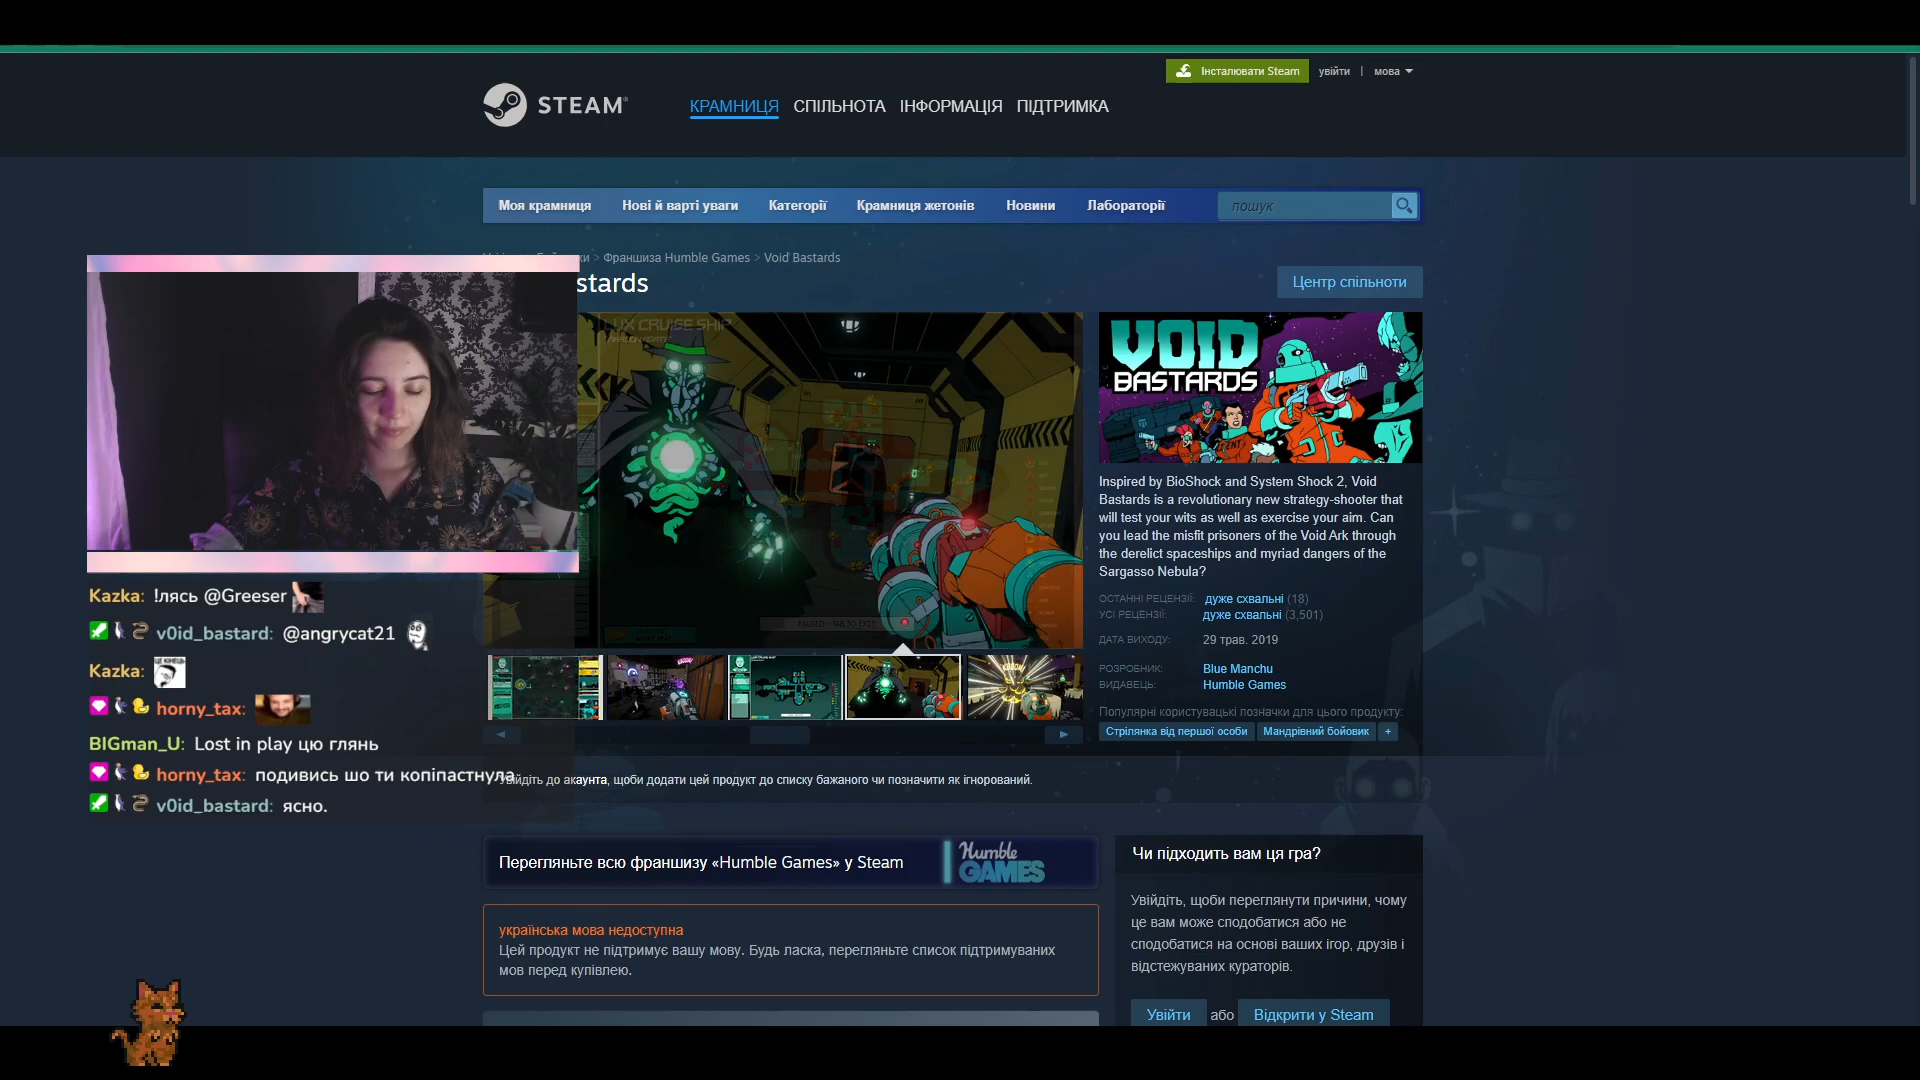 Інсталювати Steam
увійти | мова
STEAM
КРАМНИЦЯ СПІЛЬНОТА ІНФОРМАЦІЯ ПІДТРИМКА
Моя крамниця Нові й варті уваги Категорії Крамниця жетонів Новини Лабораторії
пошук
> Франшиза Humble Games > Void Bastards
stards
Центр спільноти
LUX CRUISE SHIP
VOID
BASTARDS
Inspired by BioShock and System Shock 2, Void
Bastards is a revolutionary new strategy-shooter that
will test your wits as well as exercise your aim. Can
you lead the misfit prisoners of the Void Ark through
the derelict spaceships and myriad dangers of the
Sargasso Nebula?
ОСТАННІ РЕЦЕНЗІЇ: дуже схвальні (18)
УСІ РЕЦЕНЗІЇ: дуже схвальні (3,501)
ДАТА ВИХОДУ: 29 трав. 2019
РОЗРОБНИК: Blue Manchu
ВИДАВЕЦЬ: Humble Games
Популярні користувацькі позначки для цього продукту:
Стрілянка від першої особи Мандрівний бойовик +
Kazka: !лясь @Greeser
v0id_bastard: @angrycat21
Kazka:
horny_tax:
BIGman_U: Lost in play цю глянь
horny_tax: подивись шо ти копіпастнула
v0id_bastard: ясно.
Увійдіть до акаунта, щоби додати цей продукт до списку бажаного чи позначити як ігнорований.
Перегляньте всю франшизу «Humble Games» у Steam
Humble
GAMES
українська мова недоступна
Цей продукт не підтримує вашу мову. Будь ласка, перегляньте список підтримуваних
мов перед купівлею.
Чи підходить вам ця гра?
Увійдіть, щоби переглянути причини, чому
це вам може сподобатися або не
сподобатися на основі ваших ігор, друзів і
відстежуваних кураторів.
Увійти або Відкрити у Steam